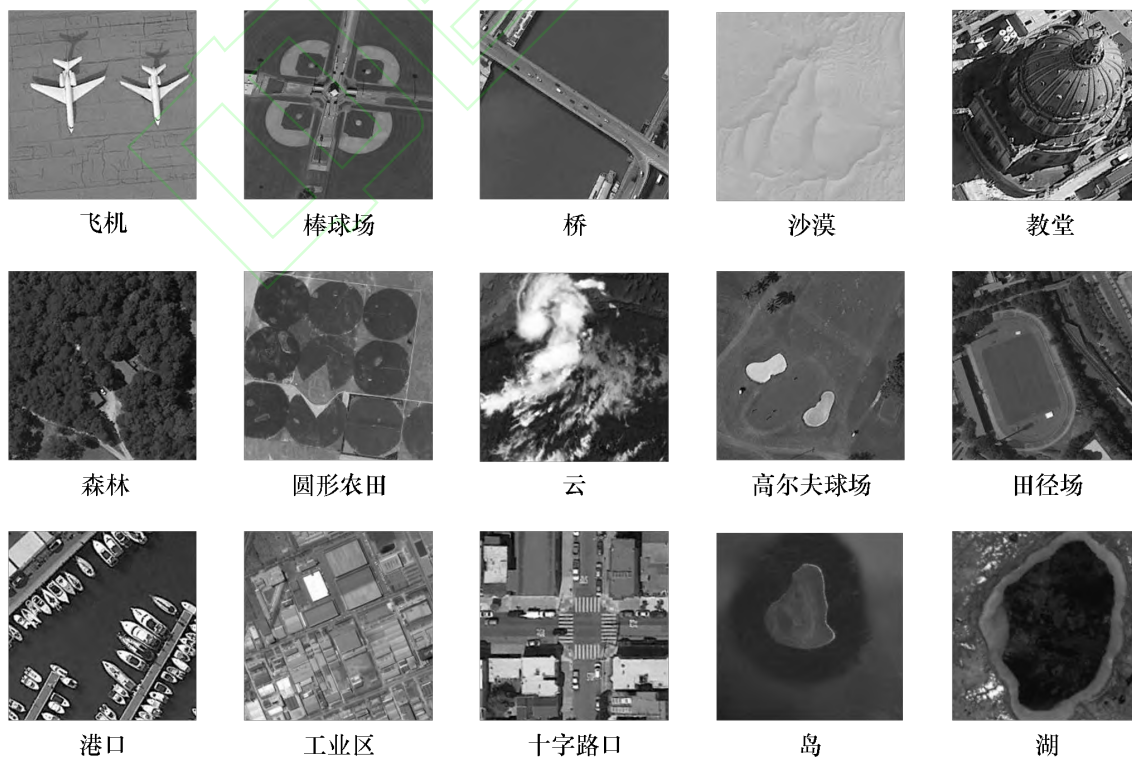 飞机 棒球场 桥 沙漠 教堂
森林 圆形农田 云 高尔夫球场 田径场
港口 工业区 十字路口 岛 湖